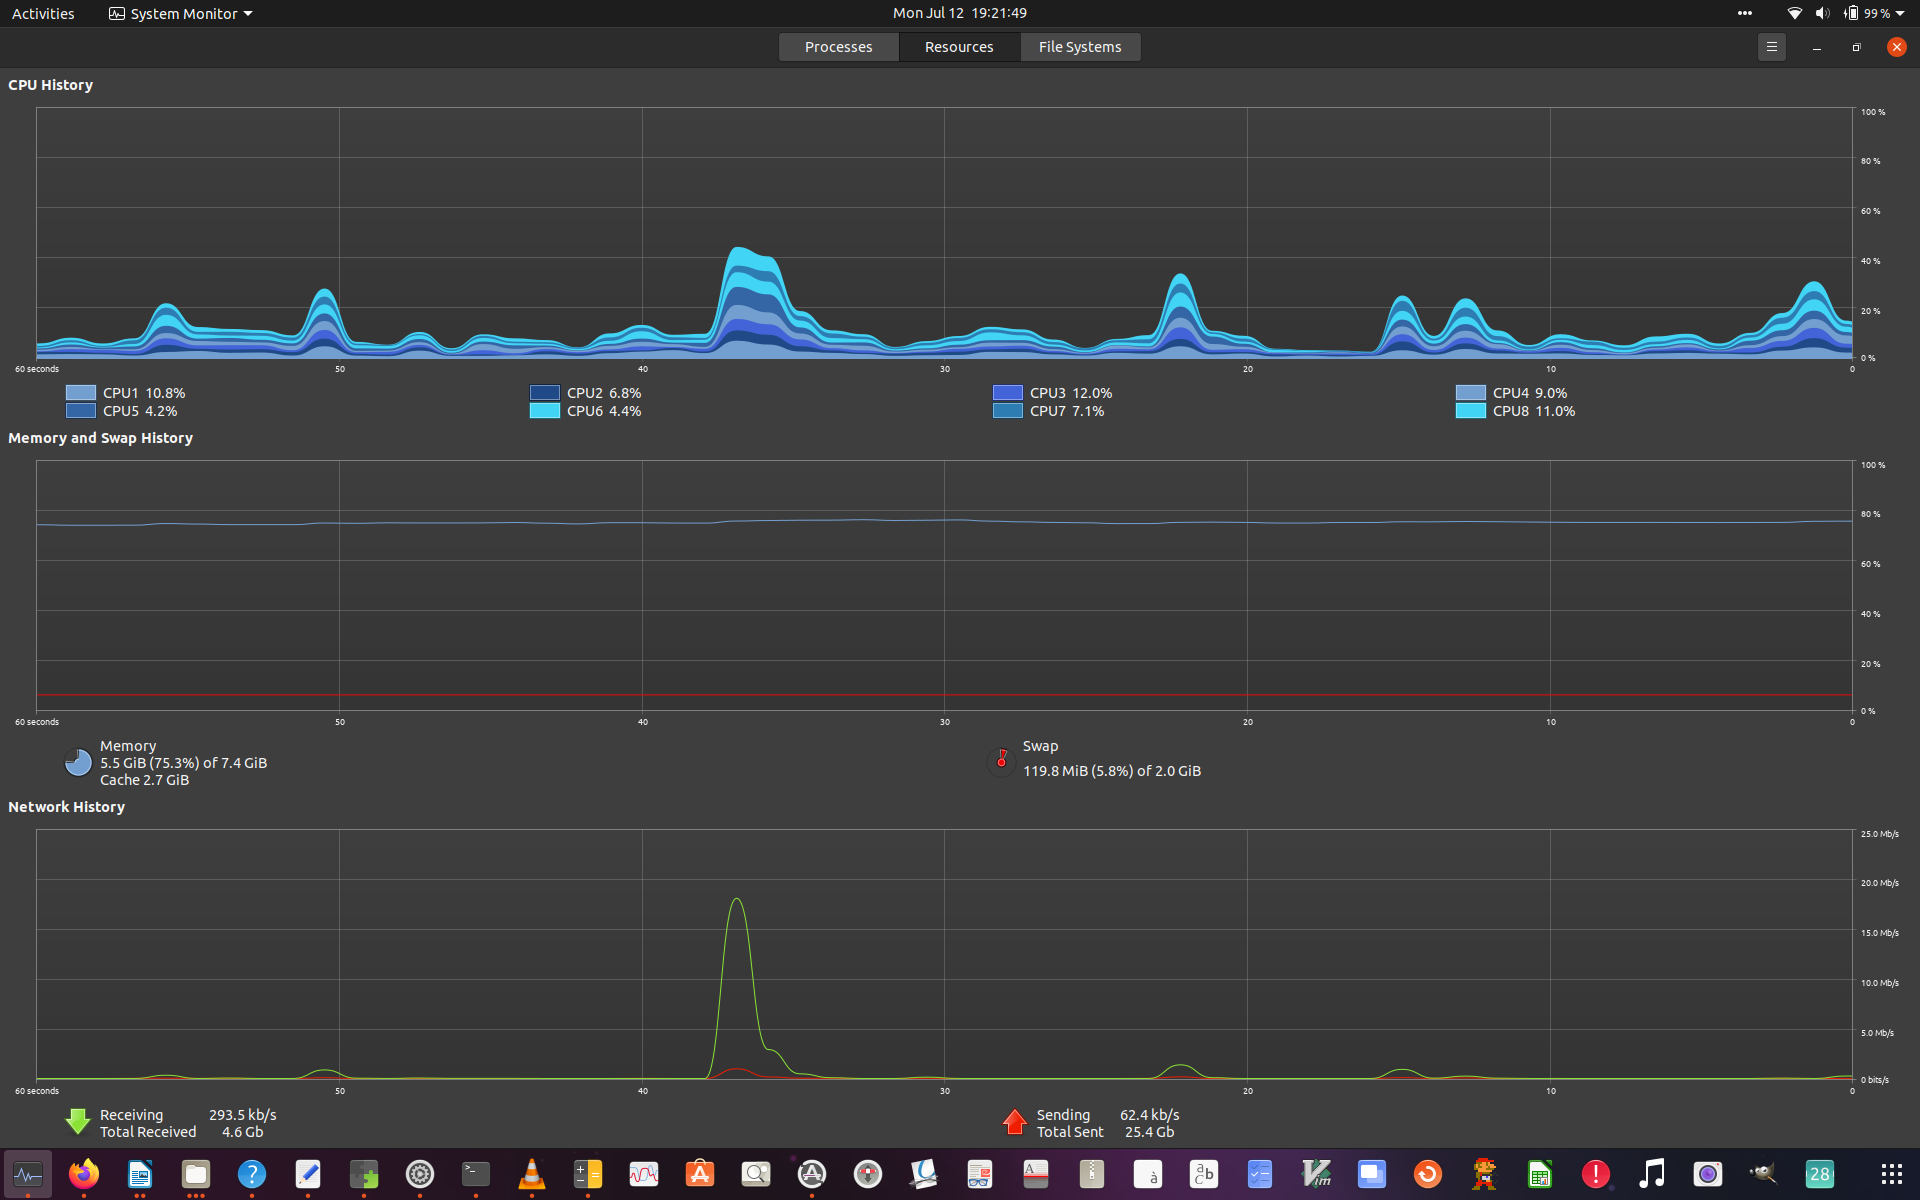 Activities System Monitor Mon Jul 12 19:21:49 99 %
Processes Resources File Systems
CPU History
100 %
80 %
60 %
40 %
20 %
0 %
60 seconds 50 40 30 20 10 0
CPU1 10.8% CPU2 6.8% CPU3 12.0% CPU4 9.0%
CPU5 4.2% CPU6 4.4% CPU7 7.1% CPU8 11.0%
Memory and Swap History
100 %
80 %
60 %
40 %
20 %
0 %
60 seconds 50 40 30 20 10 0
Memory Swap
5.5 GiB (75.3%) of 7.4 GiB 119.8 MiB (5.8%) of 2.0 GiB
Cache 2.7 GiB
Network History
25.0 Mb/s
20.0 Mb/s
15.0 Mb/s
10.0 Mb/s
5.0 Mb/s
0 bits/s
60 seconds 50 40 30 20 10 0
Receiving 293.5 kb/s Sending 62.4 kb/s
Total Received 4.6 Gb Total Sent 25.4 Gb
28